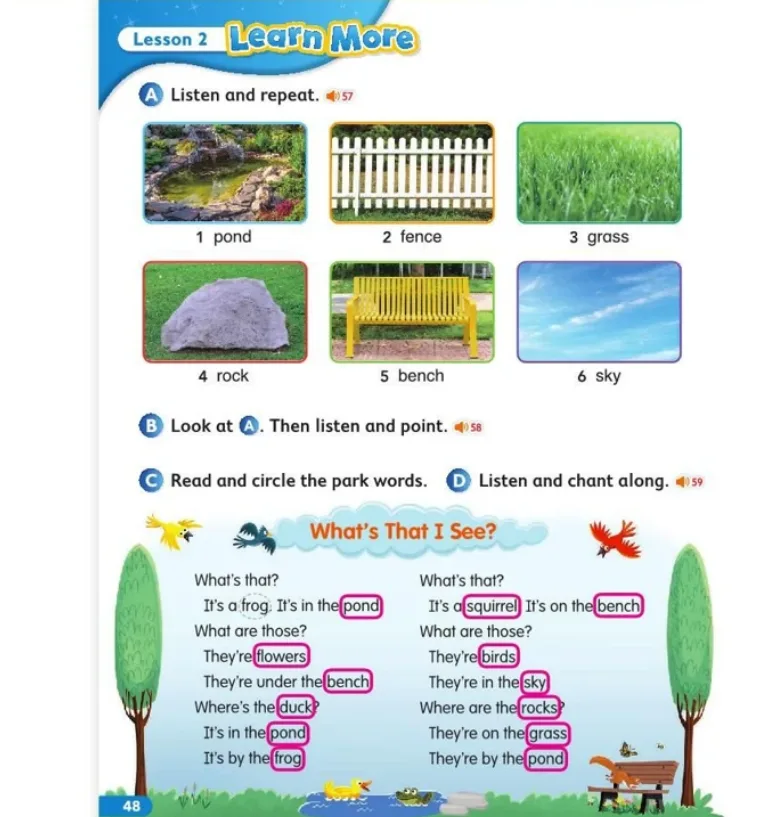 Lesson 2 Learn More
A Listen and repeat. 57
1 pond
2 fence
3 grass
4 rock
5 bench
6 sky
B Look at A. Then listen and point. 58
C Read and circle the park words.
D Listen and chant along. 59
What's That I See?
What's that?
It's a frog. It's in the pond
What are those?
They're flowers
They're under the bench
Where's the duck?
It's in the pond
It's by the frog
What's that?
It's a squirrel It's on the bench
What are those?
They're birds
They're in the sky
Where are the rocks?
They're on the grass
They're by the pond
48